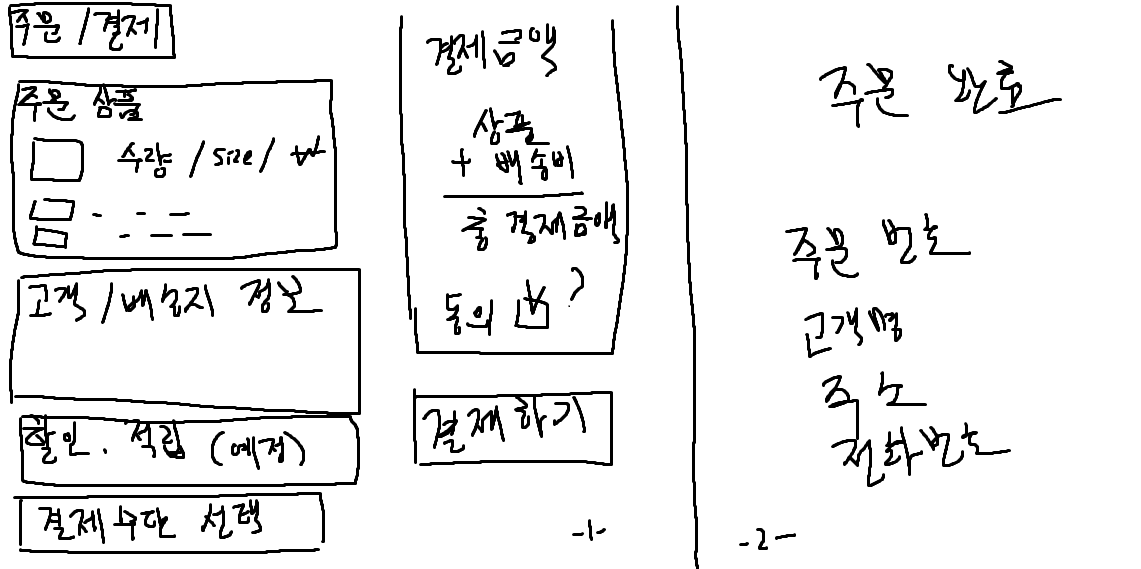 주문 / 결제
주문 상품
수량 / size / ₩
고객 / 배송지 정보
할인 . 적립 (예정)
결제수단 선택
결제금액
상품
+ 배송비
총 결재금액
동의 ?
결재하기
-1-
주문 완료
주문 번호
고객명
주소
전화번호
-2-